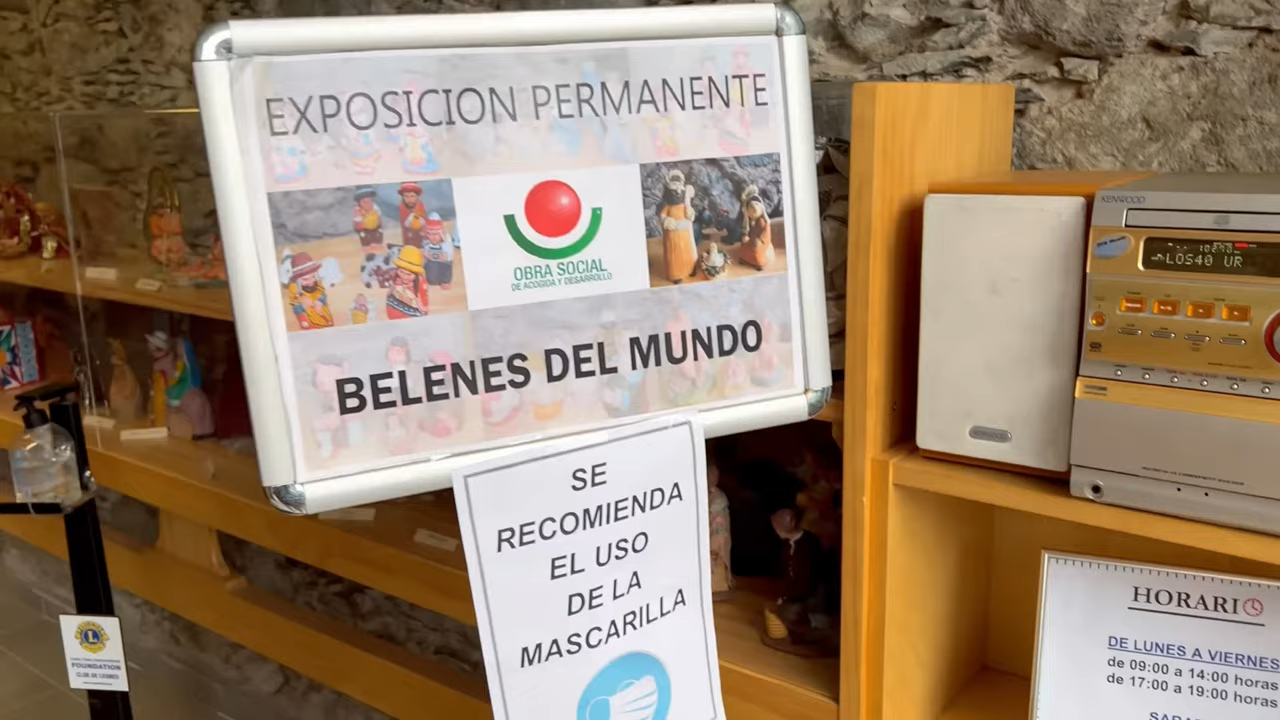 EXPOSICION PERMANENTE
OBRA SOCIAL
DE ACOGIDA Y DESARROLLO
BELENES DEL MUNDO
SE
RECOMIENDA
EL USO
DE LA
MASCARILLA
KENWOOD
LOS40 UR
HORARIO
DE LUNES A VIERNES
de 09:00 a 14:00 horas
de 17:00 a 19:00 horas
FOUNDATION